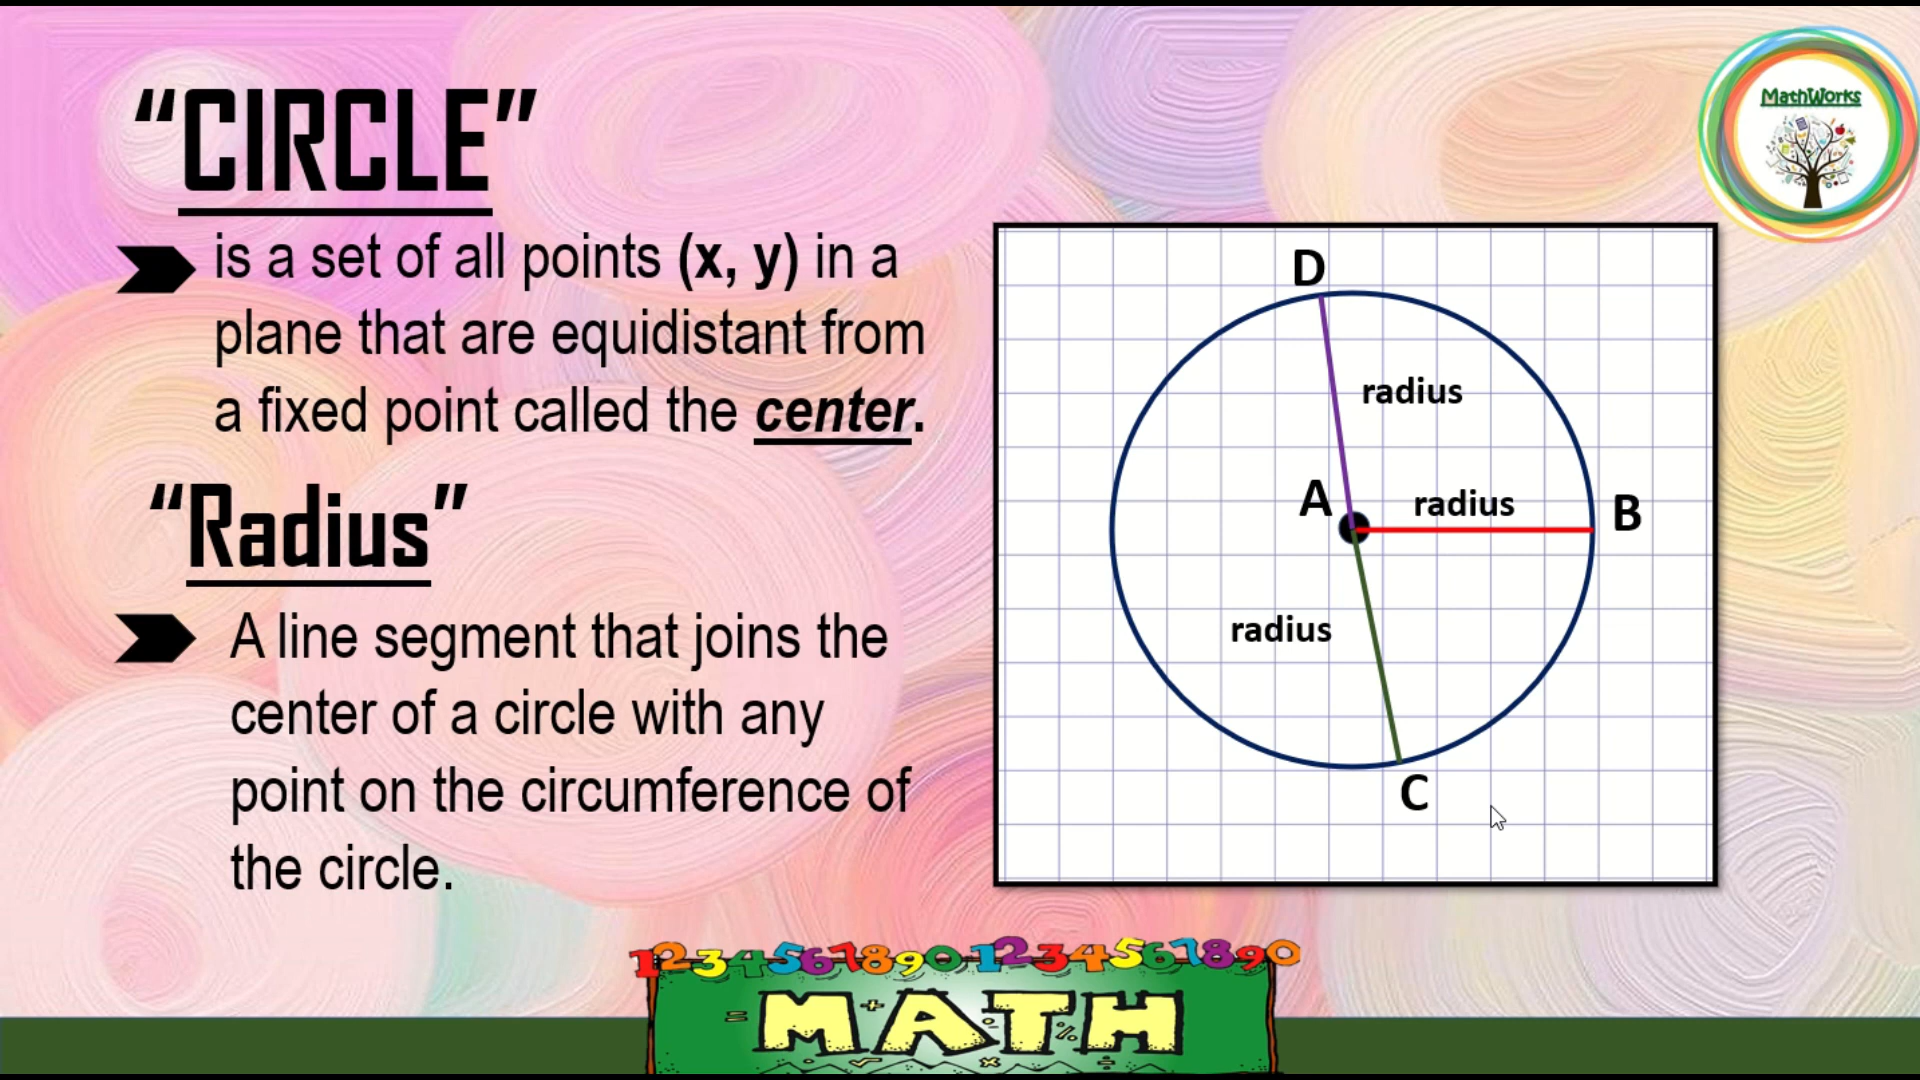 “CIRCLE”
is a set of all points (x, y) in a
plane that are equidistant from
a fixed point called the center.
“Radius”
A line segment that joins the
center of a circle with any
point on the circumference of
the circle.
MathWorks
D
radius
A
radius
B
radius
C
12345678901234567890
MATH